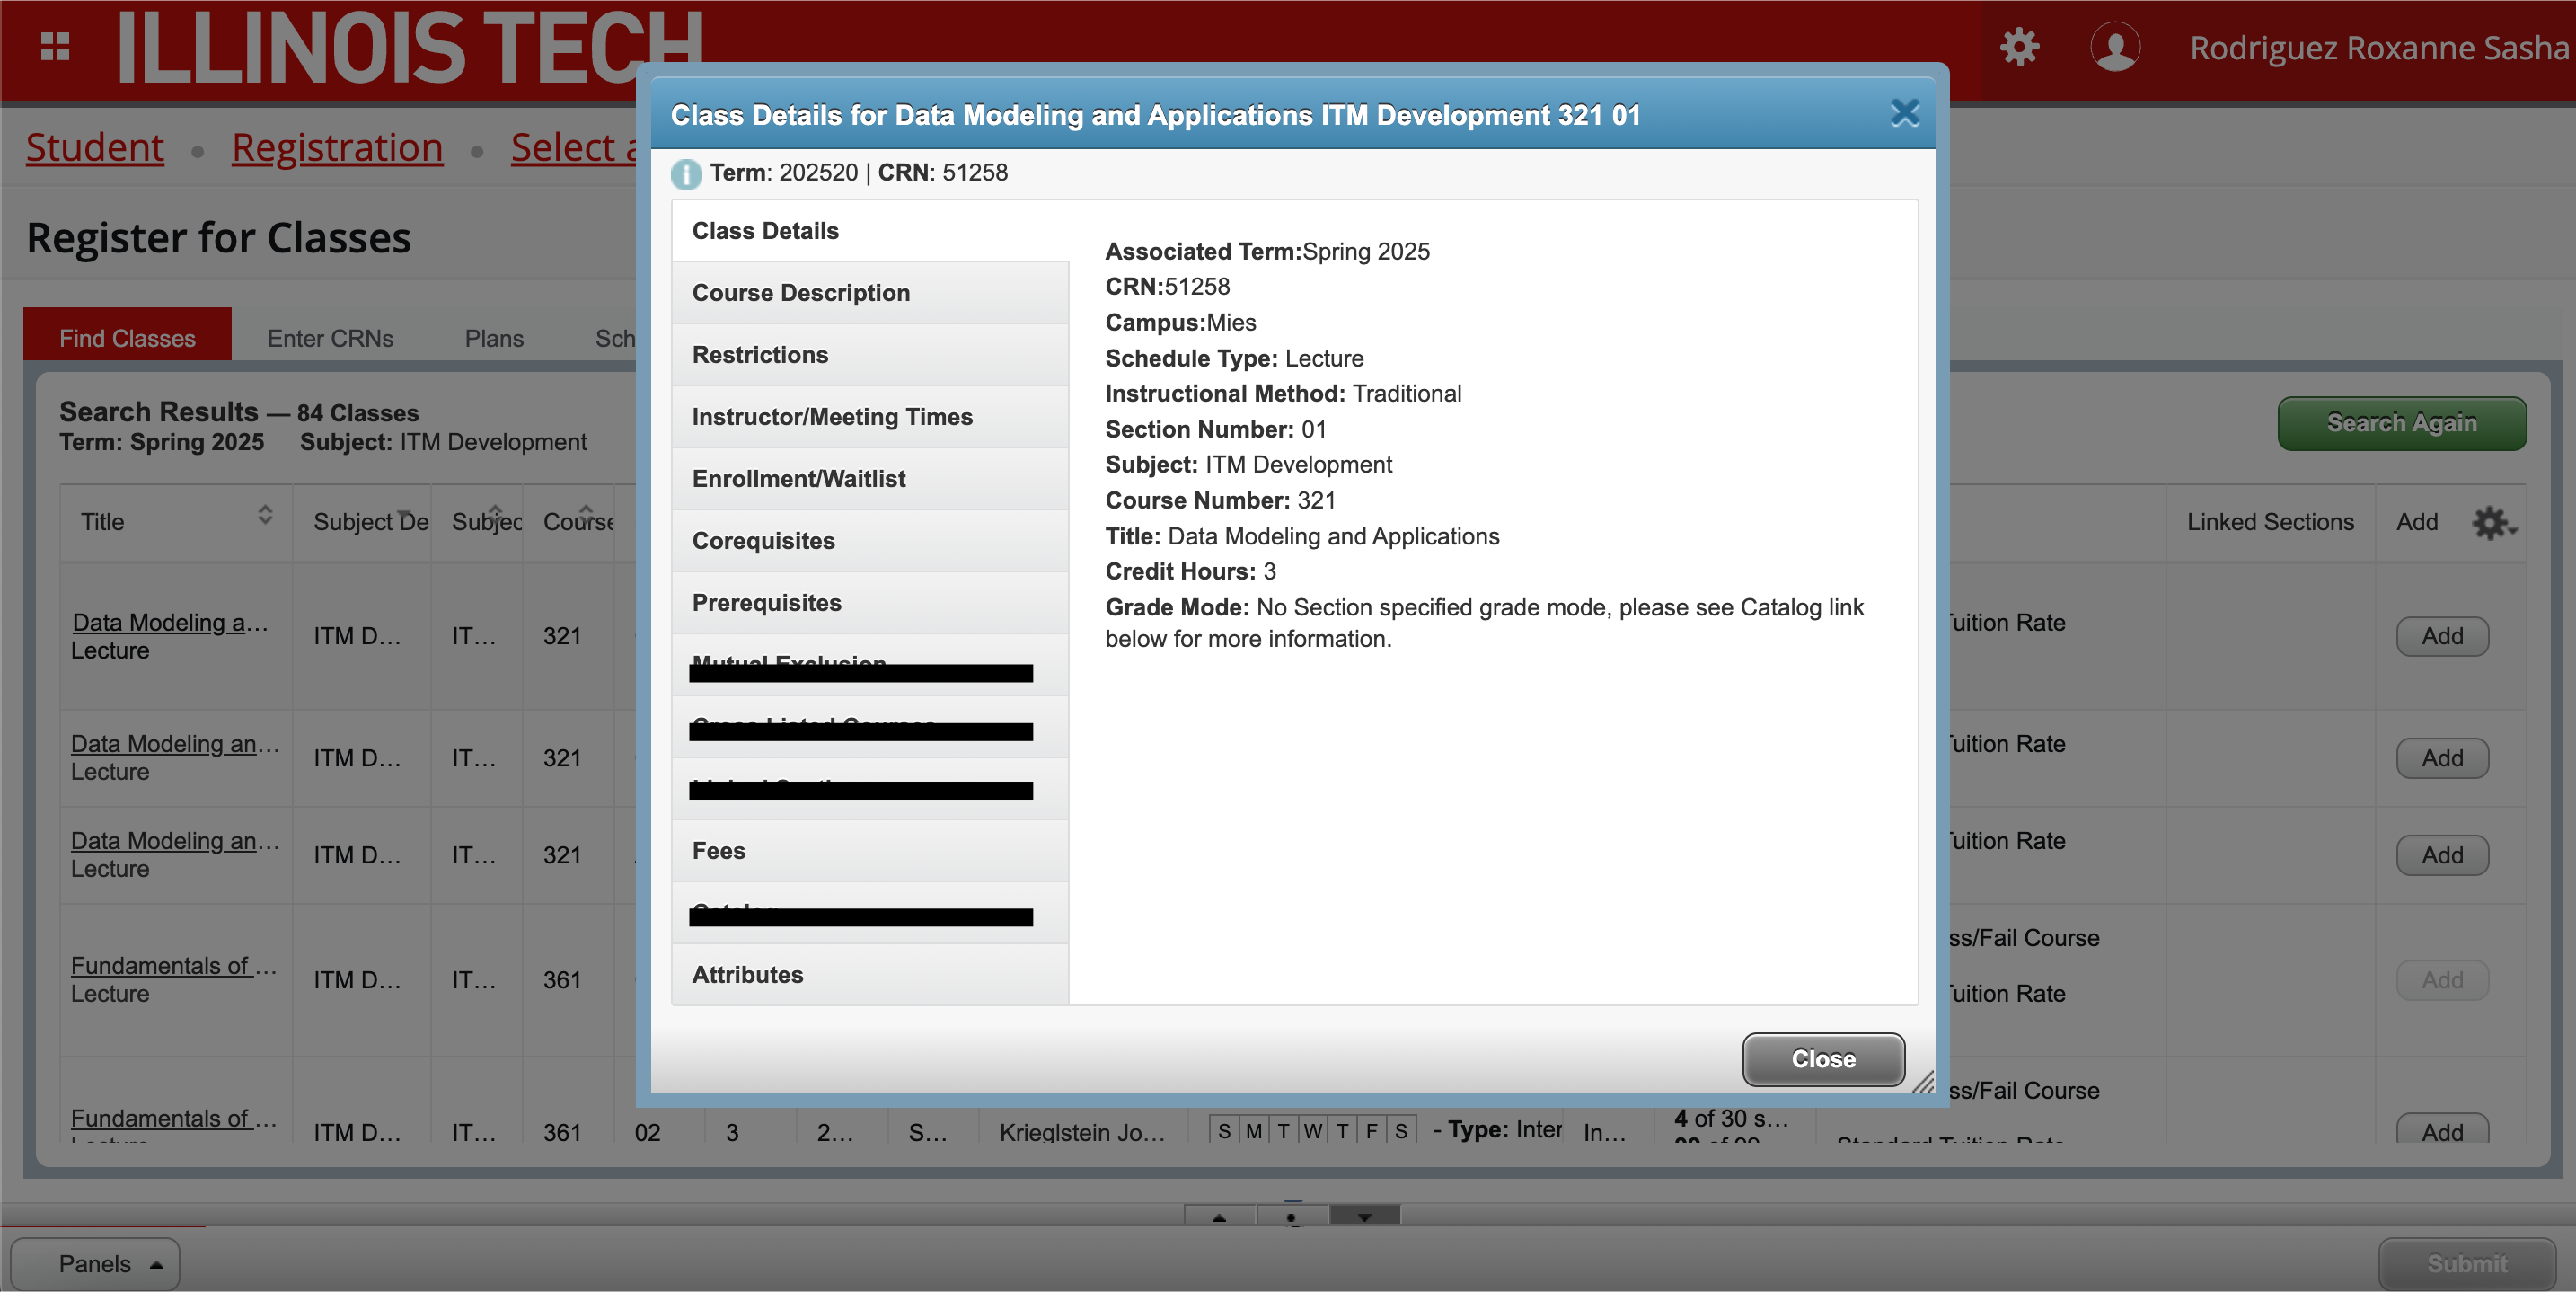 ILLINOIS TECH
Rodriguez Roxanne Sasha
Student • Registration • Select a
Register for Classes
Find Classes Enter CRNs Plans Sch
Search Results — 84 Classes
Term: Spring 2025 Subject: ITM Development
Search Again
Title Subject De Subjec Course Linked Sections Add
Data Modeling a... ITM D... IT... 321 Tuition Rate Add
Lecture
Data Modeling an... ITM D... IT... 321 Tuition Rate Add
Lecture
Data Modeling an... ITM D... IT... 321 Tuition Rate Add
Lecture
Fundamentals of ... ITM D... IT... 361 ss/Fail Course Add
Lecture Tuition Rate
ss/Fail Course
Fundamentals of ... ITM D... IT... 361 02 3 2... S... Krieglstein Jo... S M T W T F S - Type: Inter In... 4 of 30 s... Add
Standard Tuition Rate
Class Details for Data Modeling and Applications ITM Development 321 01
Term: 202520 | CRN: 51258
Class Details
Course Description
Restrictions
Instructor/Meeting Times
Enrollment/Waitlist
Corequisites
Prerequisites
Mutual Exclusion
Fees
Attributes
Associated Term:Spring 2025
CRN:51258
Campus:Mies
Schedule Type: Lecture
Instructional Method: Traditional
Section Number: 01
Subject: ITM Development
Course Number: 321
Title: Data Modeling and Applications
Credit Hours: 3
Grade Mode: No Section specified grade mode, please see Catalog link
below for more information.
Close
Panels
Submit